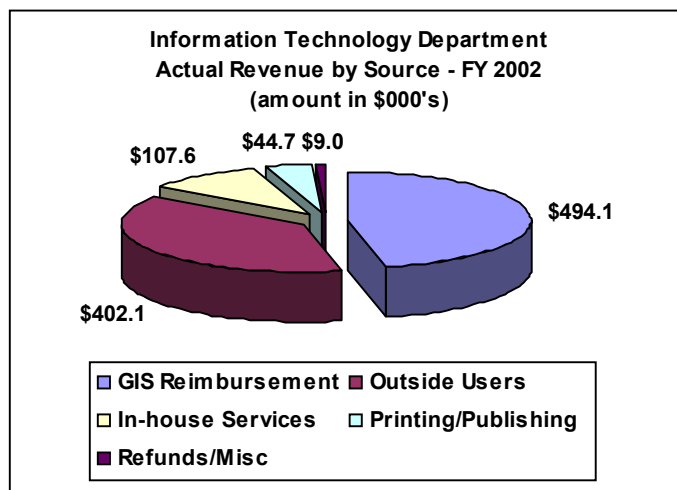 Information Technology Department
Actual Revenue by Source - FY 2002
(amount in $000's)
$44.7 $9.0
$107.6
$494.1
$402.1
GIS Reimbursement Outside Users
In-house Services Printing/Publishing
Refunds/Misc